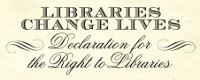 LIBRARIES
CHANGE LIVES
Declaration for
the Right to Libraries